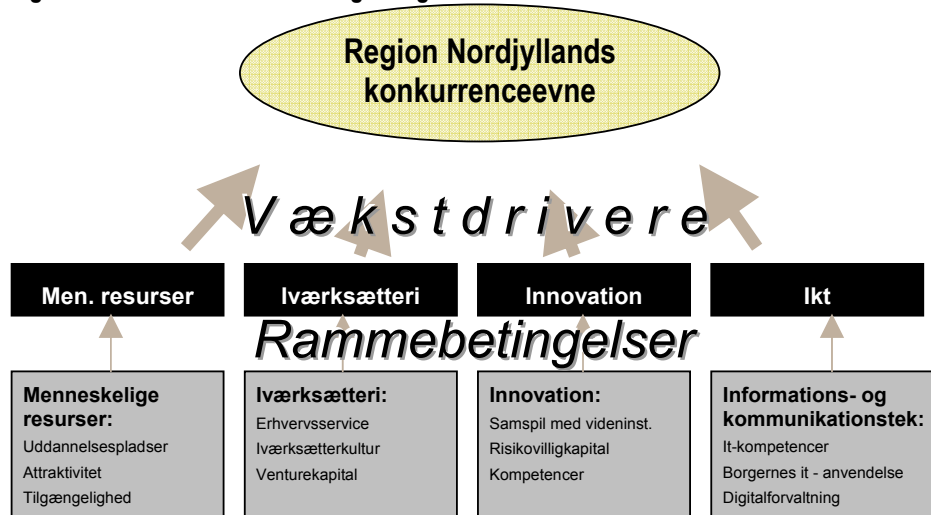 Region Nordjyllands
konkurrenceevne
Vækstdrivere
Men. resurser
Iværksætteri
Innovation
Ikt
Rammebetingelser
Menneskelige
resurser:
Uddannelsespladser
Attraktivitet
Tilgængelighed
Iværksætteri:
Erhvervsservice
Iværksætterkultur
Venturekapital
Innovation:
Samspil med videninst.
Risikovilligkapital
Kompetencer
Informations- og
kommunikationstek:
It-kompetencer
Borgernes it - anvendelse
Digitalforvaltning